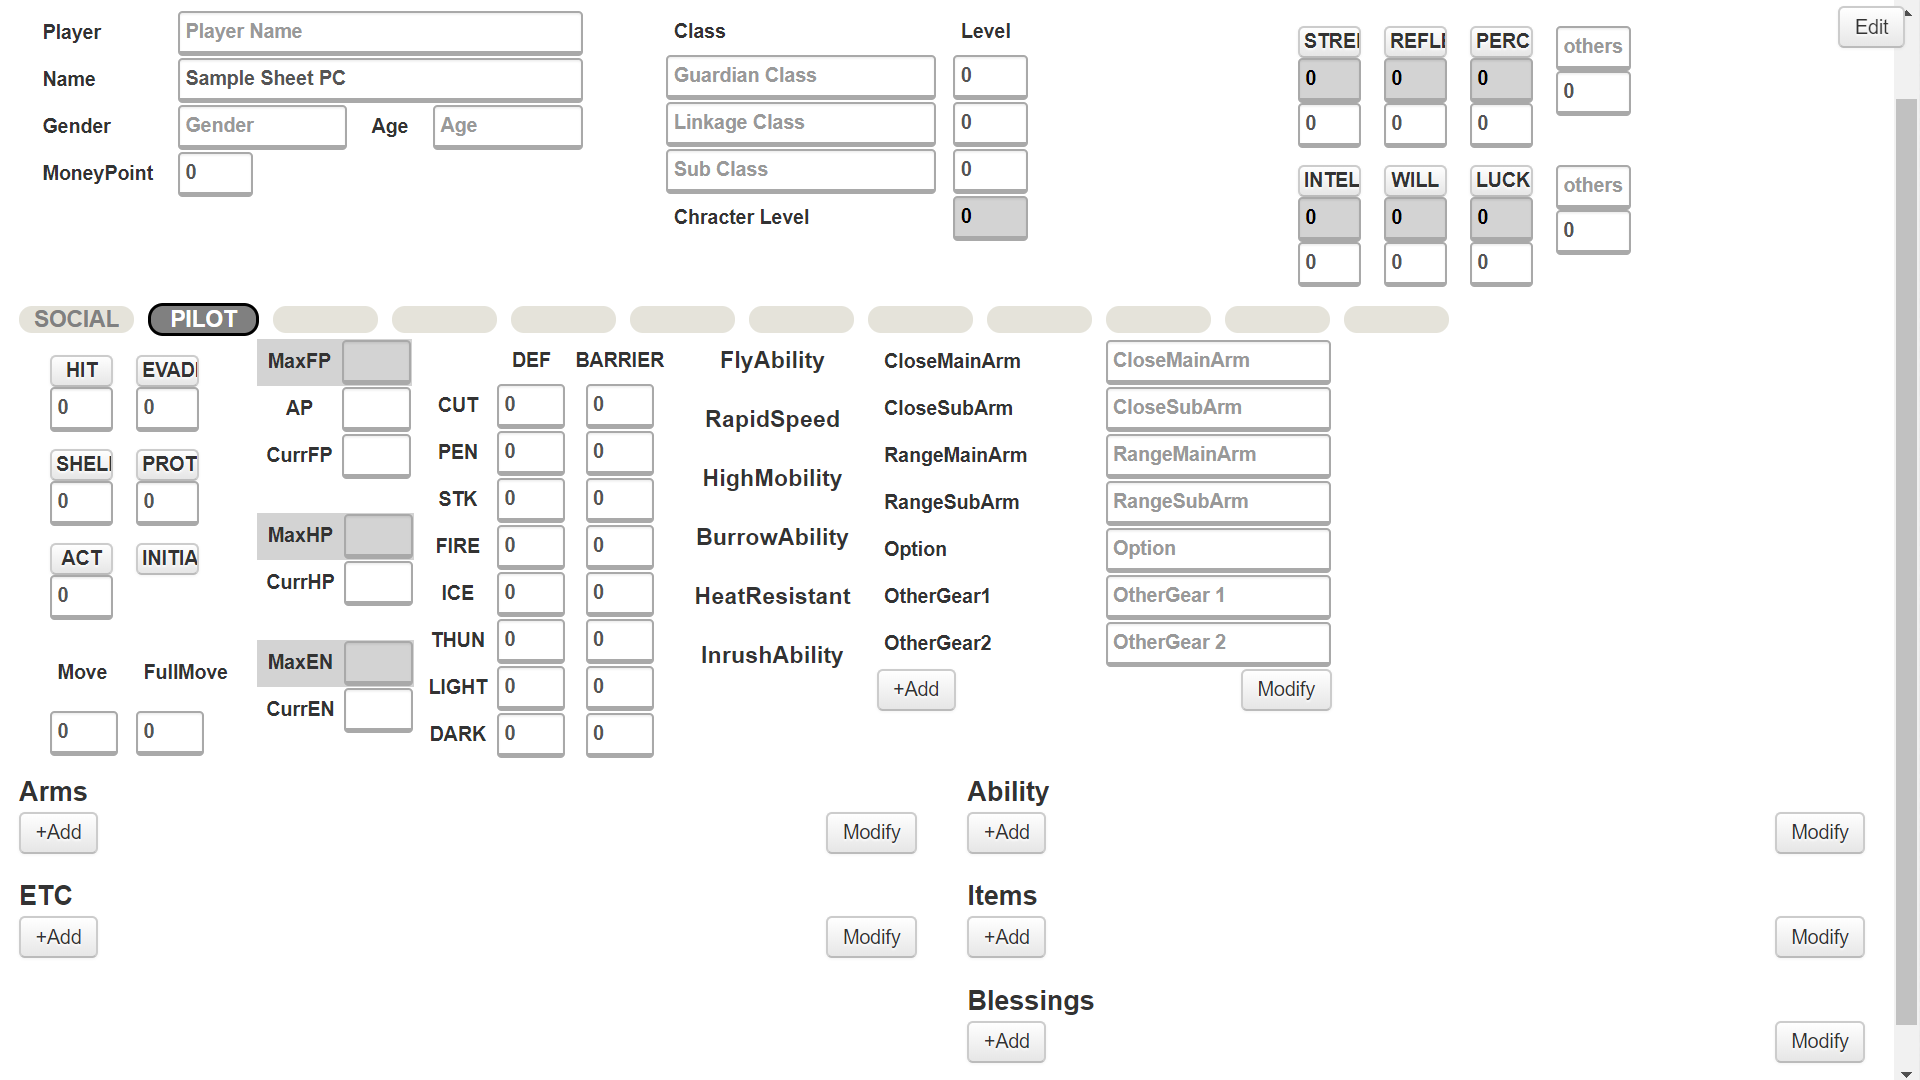 Player Player Name
Name Sample Sheet PC
Gender Gender Age Age
MoneyPoint 0
Class Level
Guardian Class 0
Linkage Class 0
Sub Class 0
Chracter Level 0
STREI REFLI PERC others
0 0 0 0
0 0 0
INTEL WILL LUCK others
0 0 0 0
0 0 0
Edit
SOCIAL PILOT
HIT EVADI
0 0
SHELI PROT
0 0
ACT INITIA
0
Move FullMove
0 0
MaxFP
AP
CurrFP
MaxHP
CurrHP
MaxEN
CurrEN
DEF BARRIER
CUT 0 0
PEN 0 0
STK 0 0
FIRE 0 0
ICE 0 0
THUN 0 0
LIGHT 0 0
DARK 0 0
FlyAbility
RapidSpeed
HighMobility
BurrowAbility
HeatResistant
InrushAbility
CloseMainArm CloseMainArm
CloseSubArm CloseSubArm
RangeMainArm RangeMainArm
RangeSubArm RangeSubArm
Option Option
OtherGear1 OtherGear 1
OtherGear2 OtherGear 2
+Add Modify
Arms
+Add Modify
Ability
+Add Modify
ETC
+Add Modify
Items
+Add Modify
Blessings
+Add Modify